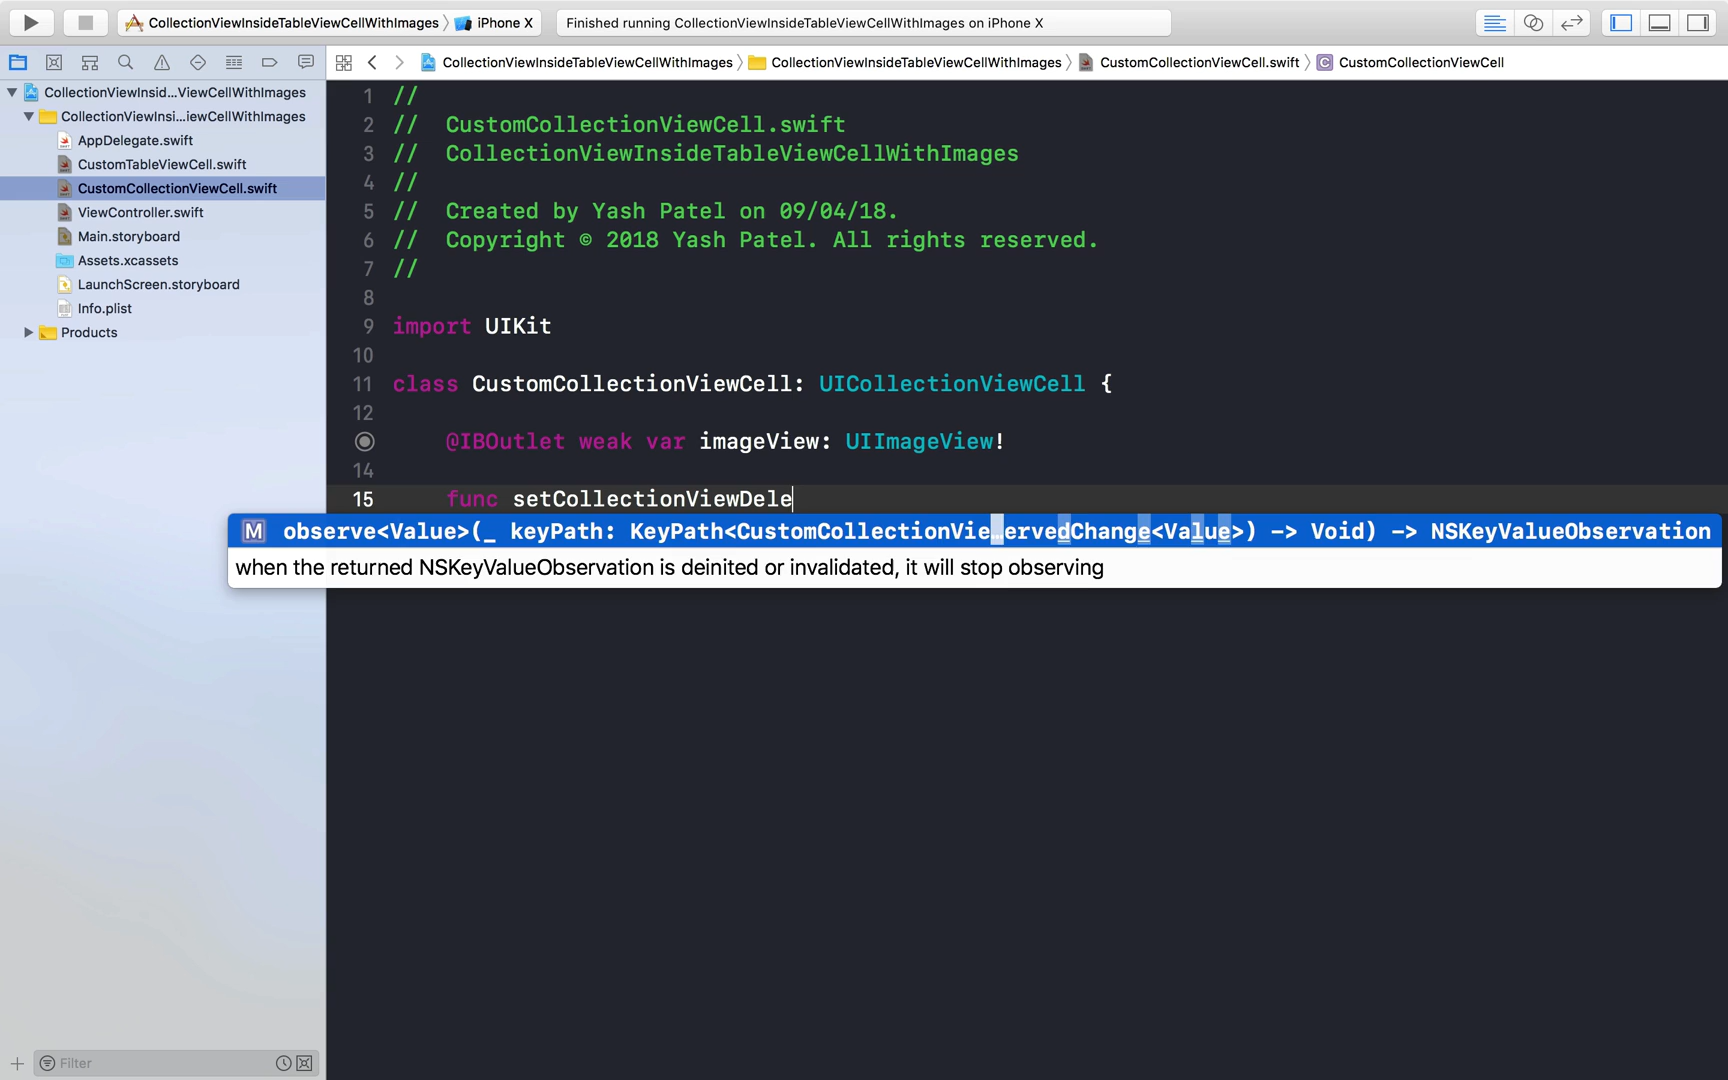 CollectionViewInsideTableViewCellWithImages iPhone X
Finished running CollectionViewInsideTableViewCellWithImages on iPhone X
CollectionViewInsideTableViewCellWithImages CollectionViewInsideTableViewCellWithImages CustomCollectionViewCell.swift C CustomCollectionViewCell
CollectionViewInsid...ViewCellWithImages
CollectionViewInsi...iewCellWithImages
AppDelegate.swift
CustomTableViewCell.swift
CustomCollectionViewCell.swift
ViewController.swift
Main.storyboard
Assets.xcassets
LaunchScreen.storyboard
Info.plist
Products
Filter
1 //
2 // CustomCollectionViewCell.swift
3 // CollectionViewInsideTableViewCellWithImages
4 //
5 // Created by Yash Patel on 09/04/18.
6 // Copyright © 2018 Yash Patel. All rights reserved.
7 //
8
9 import UIKit
10
11 class CustomCollectionViewCell: UICollectionViewCell {
12
@IBOutlet weak var imageView: UIImageView!
14
15 func setCollectionViewDele
M observe<Value>(_ keyPath: KeyPath<CustomCollectionVie…ervedChange<Value>) -> Void) -> NSKeyValueObservation
when the returned NSKeyValueObservation is deinited or invalidated, it will stop observing